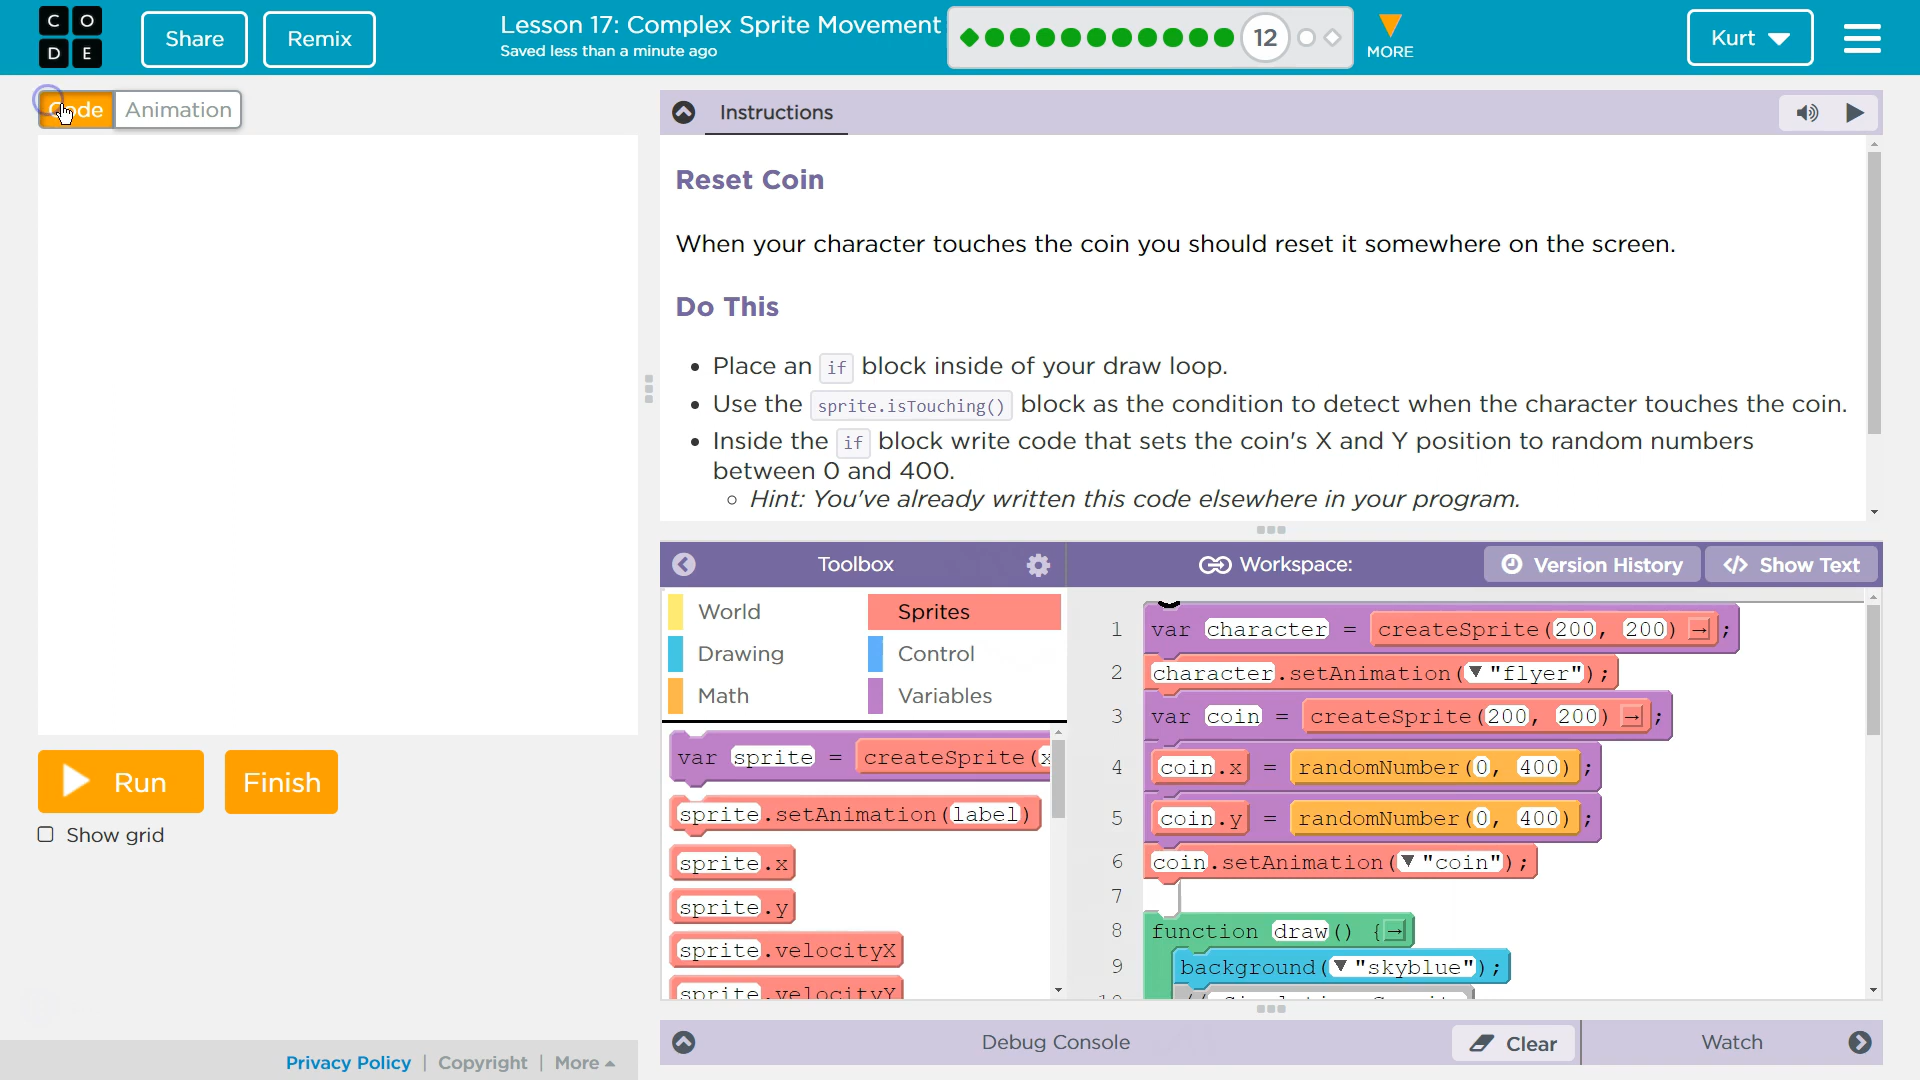 CODE
Share
Remix
Lesson 17: Complex Sprite Movement
Saved less than a minute ago
12
MORE
Kurt
Code
Animation
Instructions
Reset Coin
When your character touches the coin you should reset it somewhere on the screen.
Do This
• Place an if block inside of your draw loop.
• Use the sprite.isTouching() block as the condition to detect when the character touches the coin.
• Inside the if block write code that sets the coin's X and Y position to random numbers
between 0 and 400.
Hint: You've already written this code elsewhere in your program.
Run
Finish
Show grid
Toolbox
World
Sprites
Drawing
Control
Math
Variables
var sprite = createSprite(x
sprite.setAnimation(label)
sprite.x
sprite.y
sprite.velocityX
sprite.velocityY
Workspace:
Version History
</> Show Text
1 var character = createSprite(200, 200) → ;
2 character.setAnimation(▼ "flyer");
3 var coin = createSprite(200, 200) → ;
4 coin.x = randomNumber(0, 400);
5 coin.y = randomNumber(0, 400);
6 coin.setAnimation(▼ "coin");
7
8 function draw() {→
9 background(▼ "skyblue");
Debug Console
Clear
Watch
Privacy Policy | Copyright | More